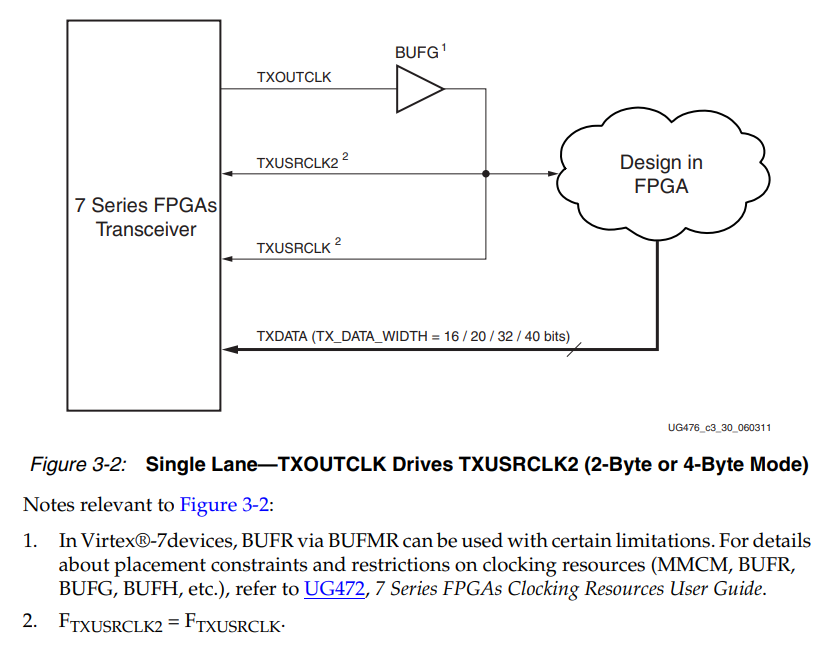 BUFG 1
TXOUTCLK
TXUSRCLK2 2
Design in
FPGA
7 Series FPGAs
Transceiver
TXUSRCLK 2
TXDATA (TX_DATA_WIDTH = 16 / 20 / 32 / 40 bits)
UG476_c3_30_060311
Figure 3-2: Single Lane—TXOUTCLK Drives TXUSRCLK2 (2-Byte or 4-Byte Mode)
Notes relevant to Figure 3-2:
1. In Virtex®-7devices, BUFR via BUFMR can be used with certain limitations. For details
about placement constraints and restrictions on clocking resources (MMCM, BUFR,
BUFG, BUFH, etc.), refer to UG472, 7 Series FPGAs Clocking Resources User Guide.
2. FTXUSRCLK2 = FTXUSRCLK.